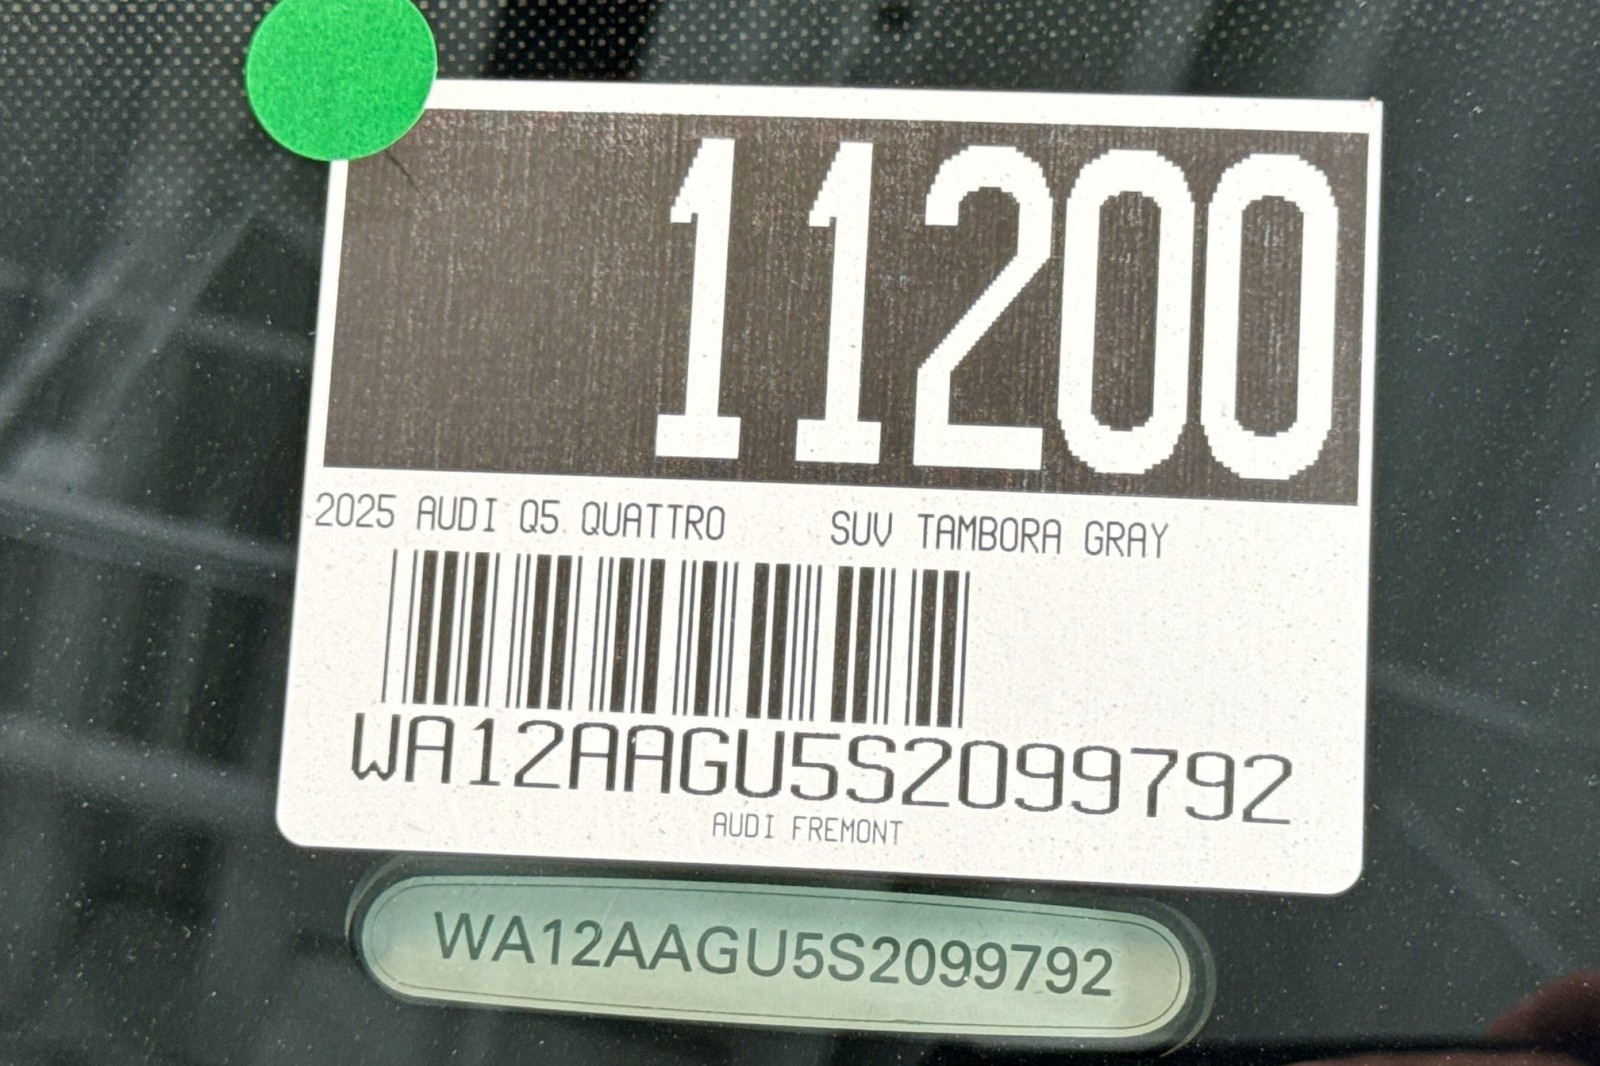 11200
2025 AUDI Q5 QUATTRO SUV TAMBORA GRAY
WA12AAGU5S2099792
AUDI FREMONT
WA12AAGU5S2099792